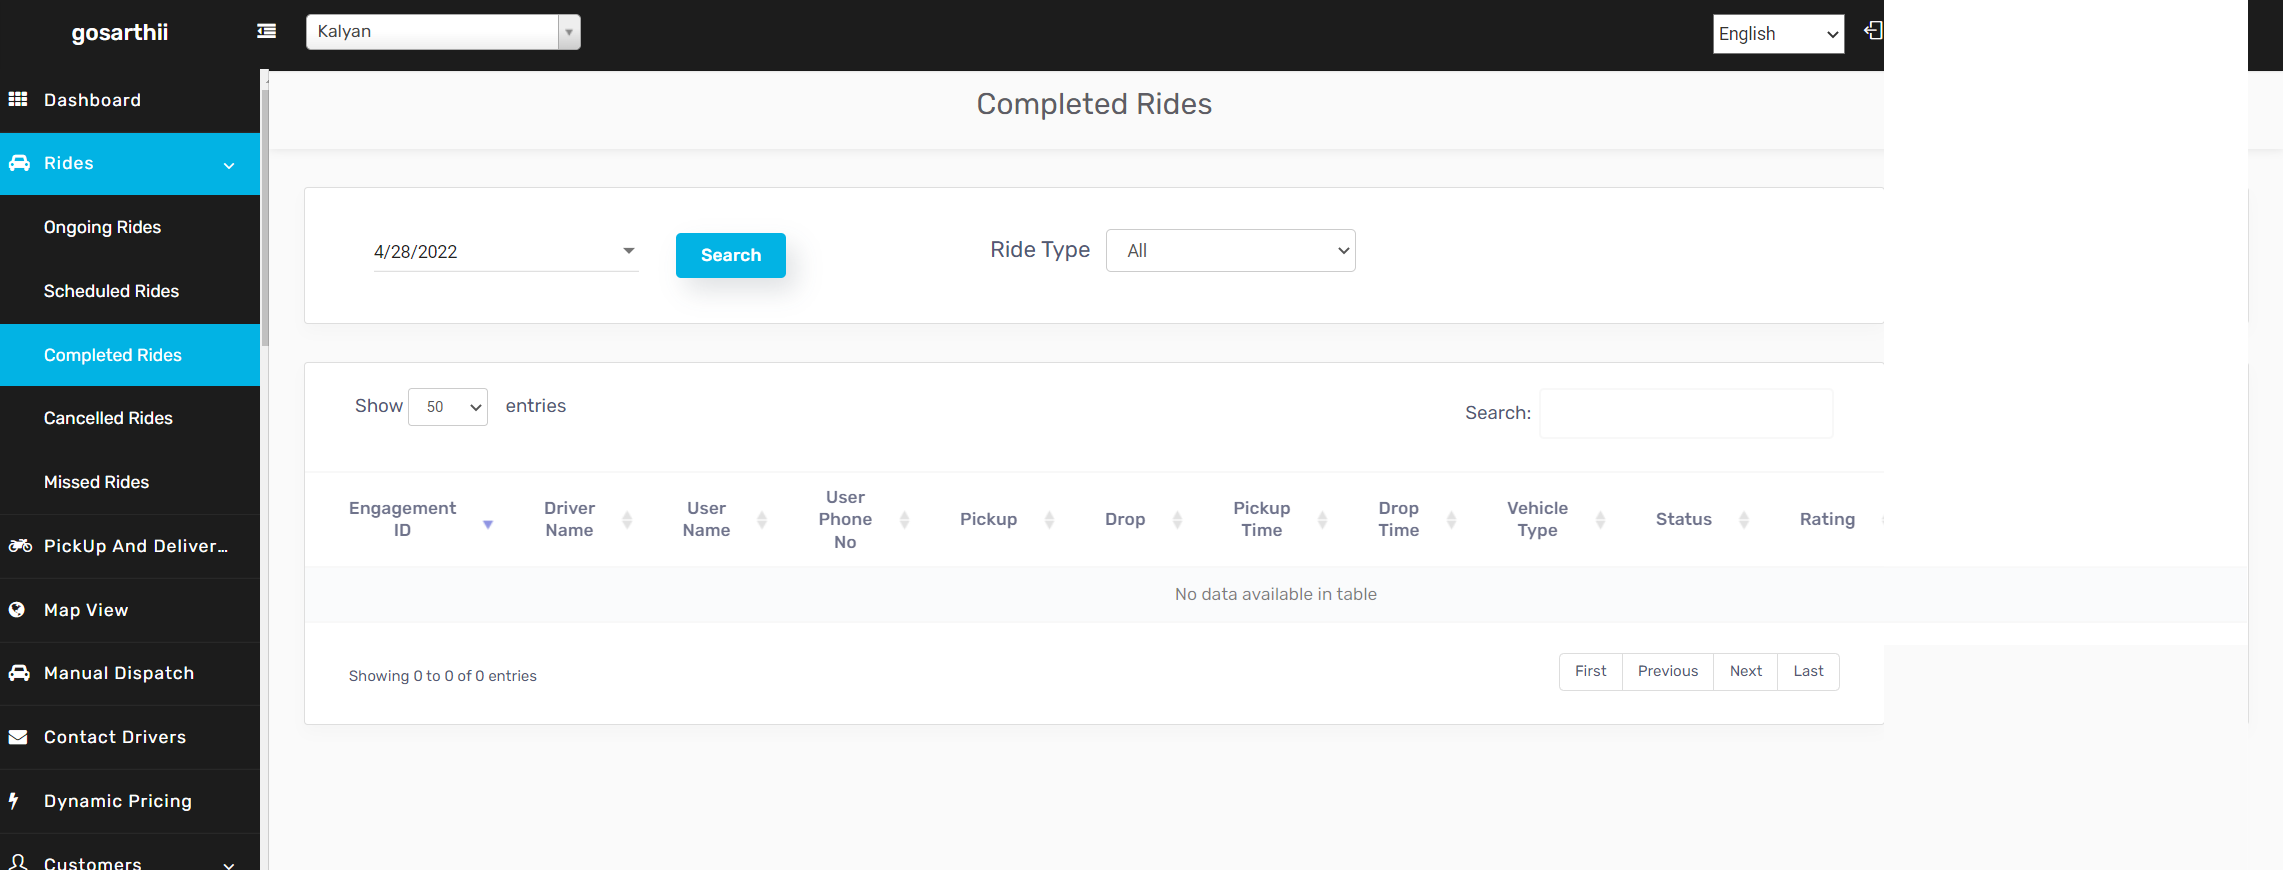 gosarthii
Kalyan
English
Dashboard
Rides
Ongoing Rides
Scheduled Rides
Completed Rides
Cancelled Rides
Missed Rides
PickUp And Deliver...
Map View
Manual Dispatch
Contact Drivers
Dynamic Pricing
Customers
Completed Rides
4/28/2022
Search
Ride Type
All
Show 50 entries
Search:
Engagement
ID
Driver
Name
User
Name
User
Phone
No
Pickup
Drop
Pickup
Time
Drop
Time
Vehicle
Type
Status
Rating
No data available in table
Showing 0 to 0 of 0 entries
First
Previous
Next
Last